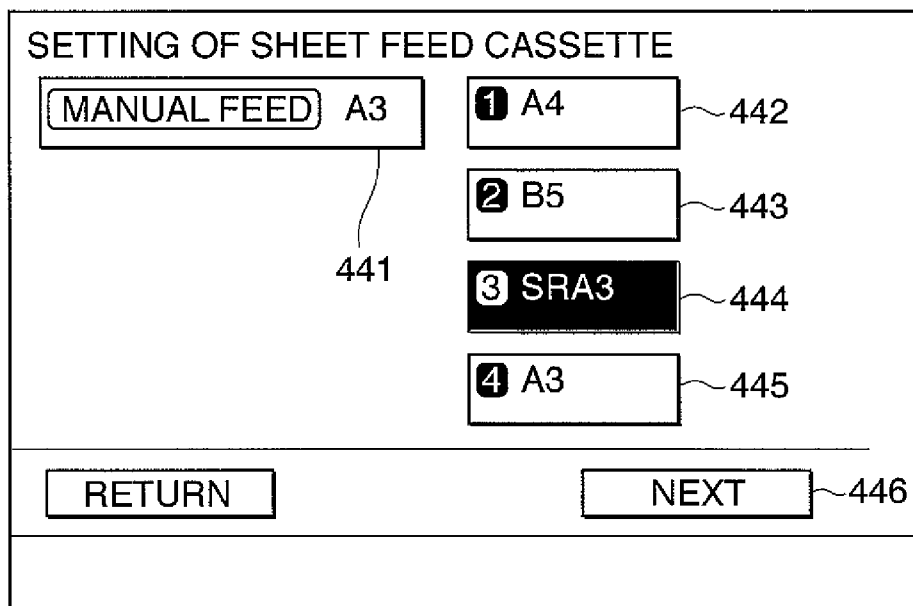 SETTING OF SHEET FEED CASSETTE
MANUAL FEED A3
441
1 A4
442
2 B5
443
3 SRA3
444
4 A3
445
RETURN
NEXT
446